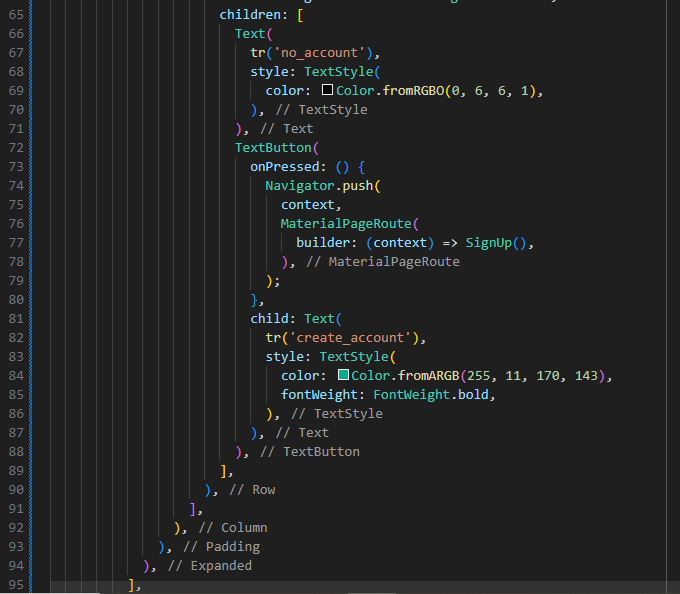 65 children: [
66 Text(
67 tr('no_account'),
68 style: TextStyle(
69 color: Color.fromRGBO(0, 6, 6, 1),
70 ), // TextStyle
71 ), // Text
72 TextButton(
73 onPressed: () {
74 Navigator.push(
75 context,
76 MaterialPageRoute(
77 builder: (context) => SignUp(),
78 ), // MaterialPageRoute
79 );
80 },
81 child: Text(
82 tr('create_account'),
83 style: TextStyle(
84 color: Color.fromARGB(255, 11, 170, 143),
85 fontWeight: FontWeight.bold,
86 ), // TextStyle
87 ), // Text
88 ), // TextButton
89 ],
90 ), // Row
91 ],
92 ), // Column
93 ), // Padding
94 ), // Expanded
95 ],